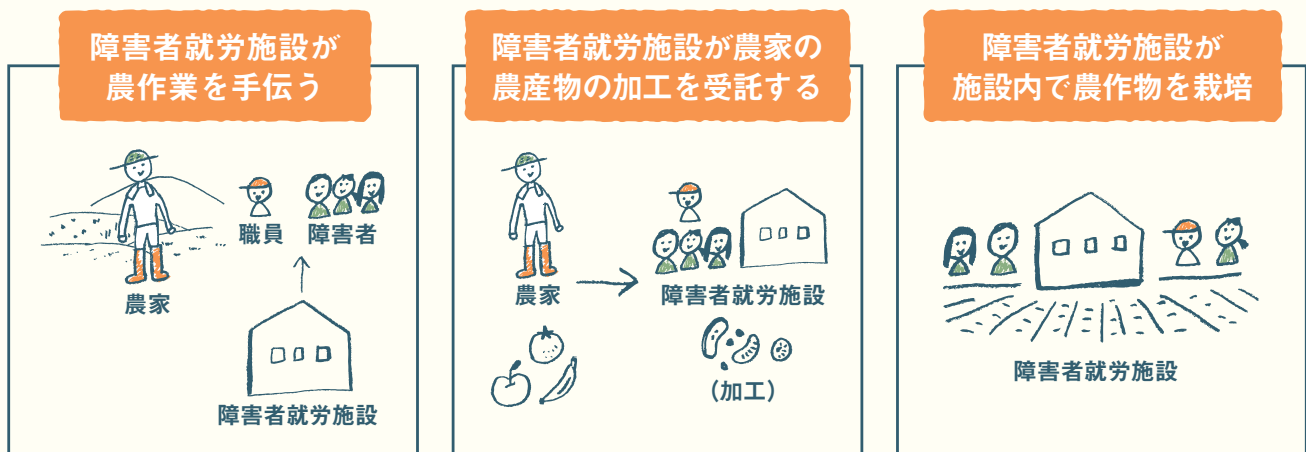 障害者就労施設が
農作業を手伝う
職員
障害者
農家
障害者就労施設
障害者就労施設が農家の
農産物の加工を受託する
農家
障害者就労施設
(加工)
障害者就労施設が
施設内で農作物を栽培
障害者就労施設